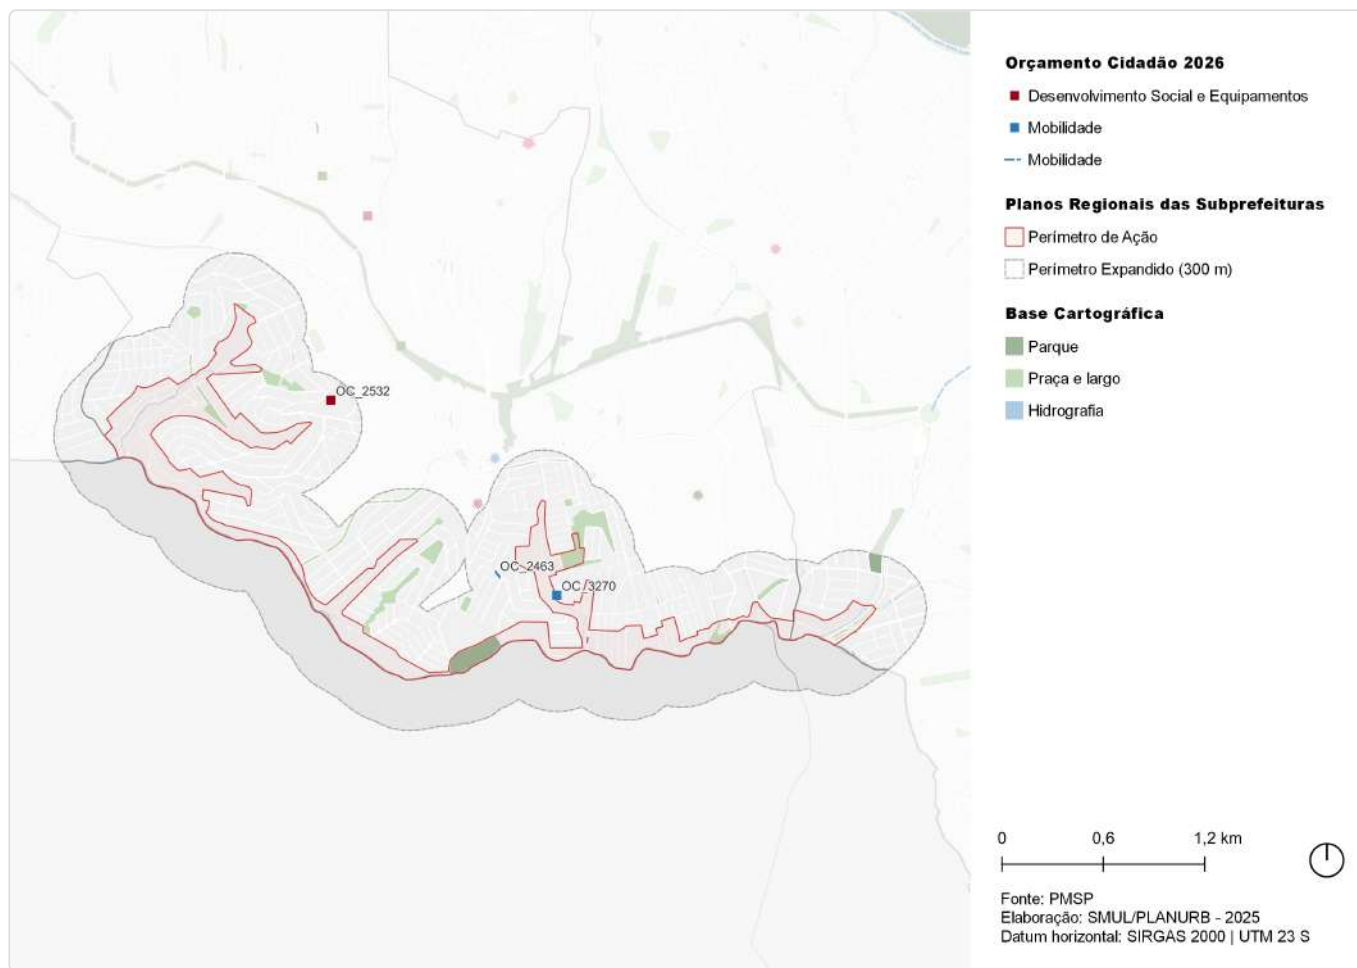 Orçamento Cidadão 2026
Desenvolvimento Social e Equipamentos
Mobilidade
Mobilidade
Planos Regionais das Subprefeituras
Perímetro de Ação
Perímetro Expandido (300 m)
Base Cartográfica
Parque
Praça e largo
Hidrografia
OC_2532
OC_2463
OC_3270
0 0,6 1,2 km
Fonte: PMSP
Elaboração: SMUL/PLANURB - 2025
Datum horizontal: SIRGAS 2000 | UTM 23 S